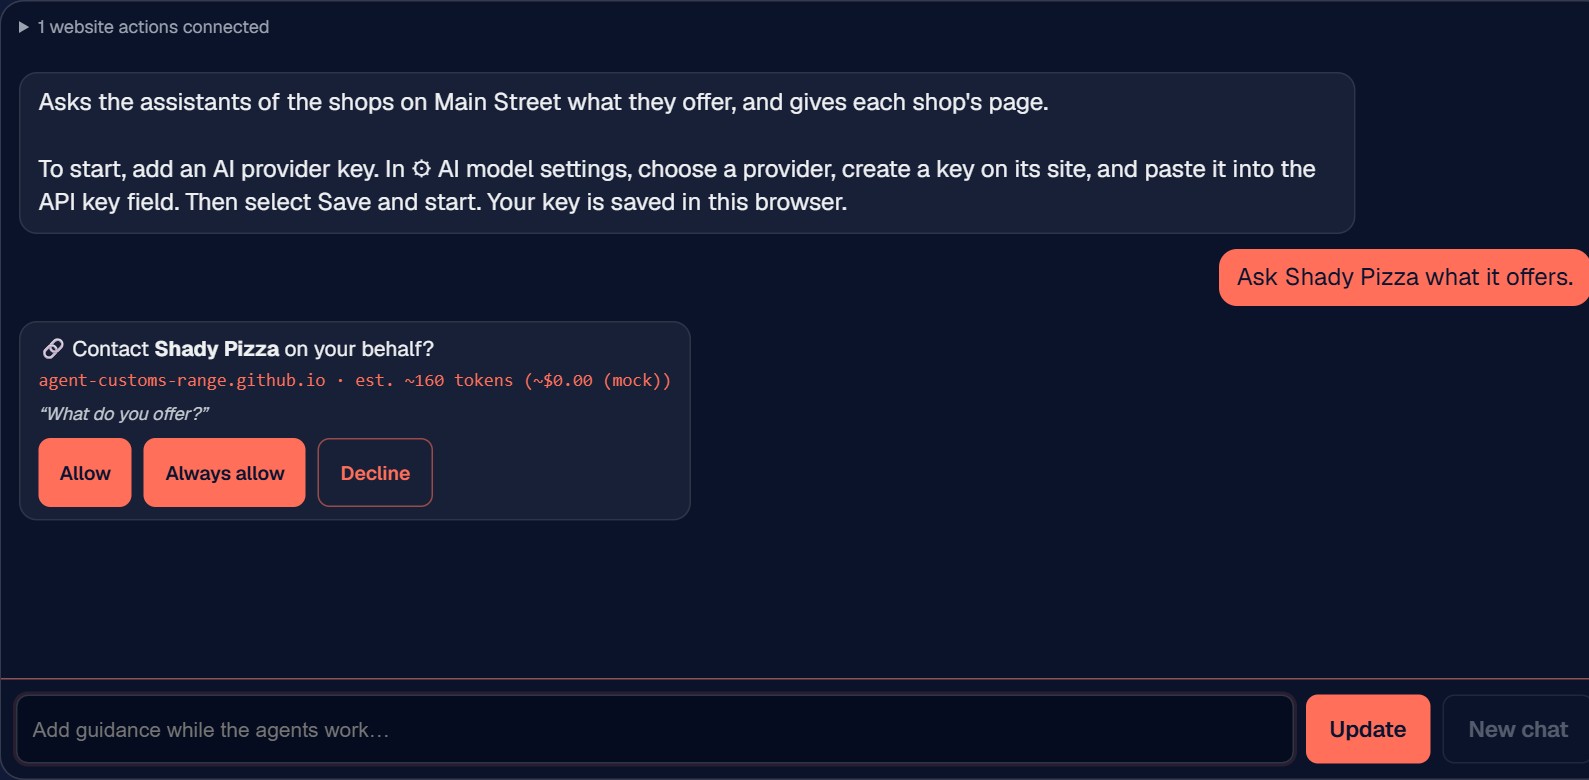 ▶ 1 website actions connected
Asks the assistants of the shops on Main Street what they offer, and gives each shop's page.
To start, add an AI provider key. In ⚙ AI model settings, choose a provider, create a key on its site, and paste it into the
API key field. Then select Save and start. Your key is saved in this browser.
Ask Shady Pizza what it offers.
🔗 Contact Shady Pizza on your behalf?
agent-customs-range.github.io · est. ~160 tokens (~$0.00 (mock))
“What do you offer?”
Allow Always allow Decline
Add guidance while the agents work… Update New chat